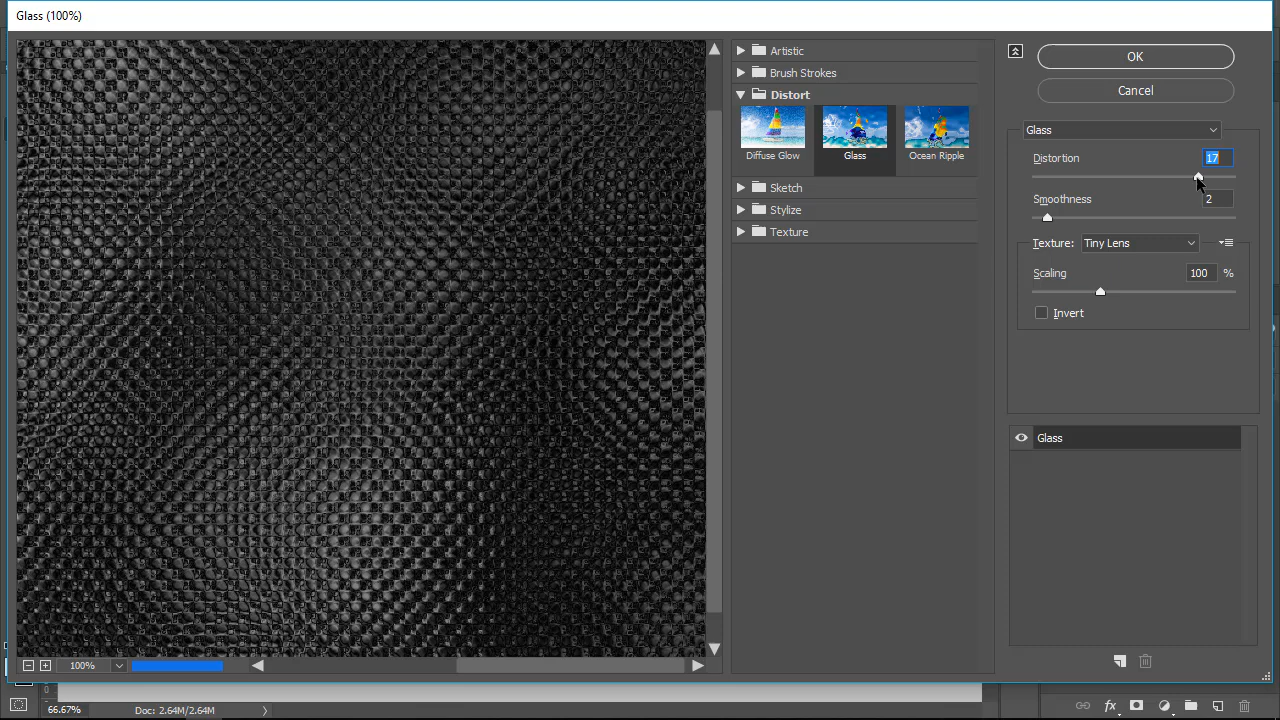 Glass (100%)
Artistic
Brush Strokes
Distort
Diffuse Glow
Glass
Ocean Ripple
Sketch
Stylize
Texture
OK
Cancel
Glass
Distortion 17
Smoothness 2
Texture: Tiny Lens
Scaling 100 %
Invert
Glass
100%
66.67% Doc: 2.64M/2.64M
fx